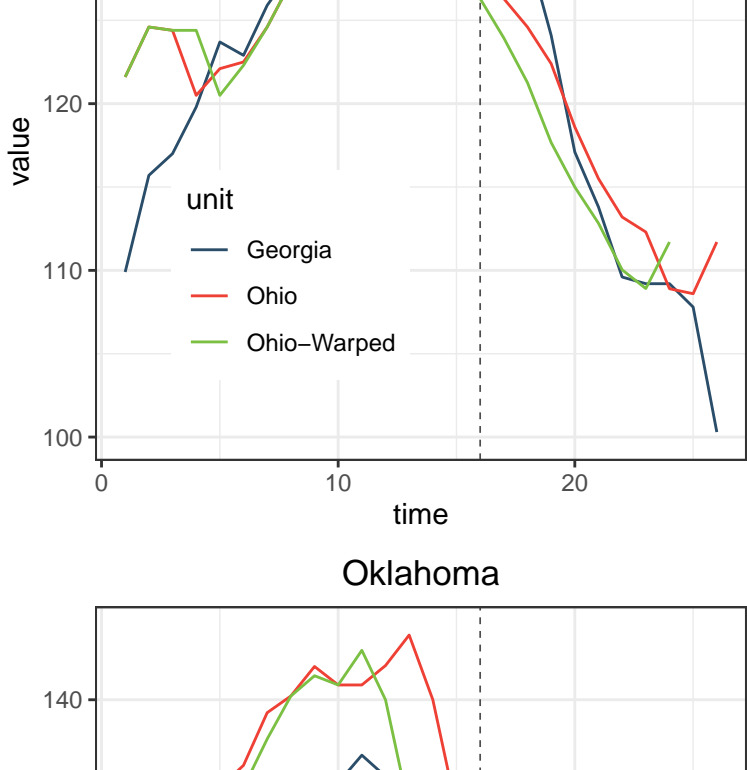 120
value
unit
Georgia
110
Ohio
Ohio−Warped
100
0 10 20
time
Oklahoma
140